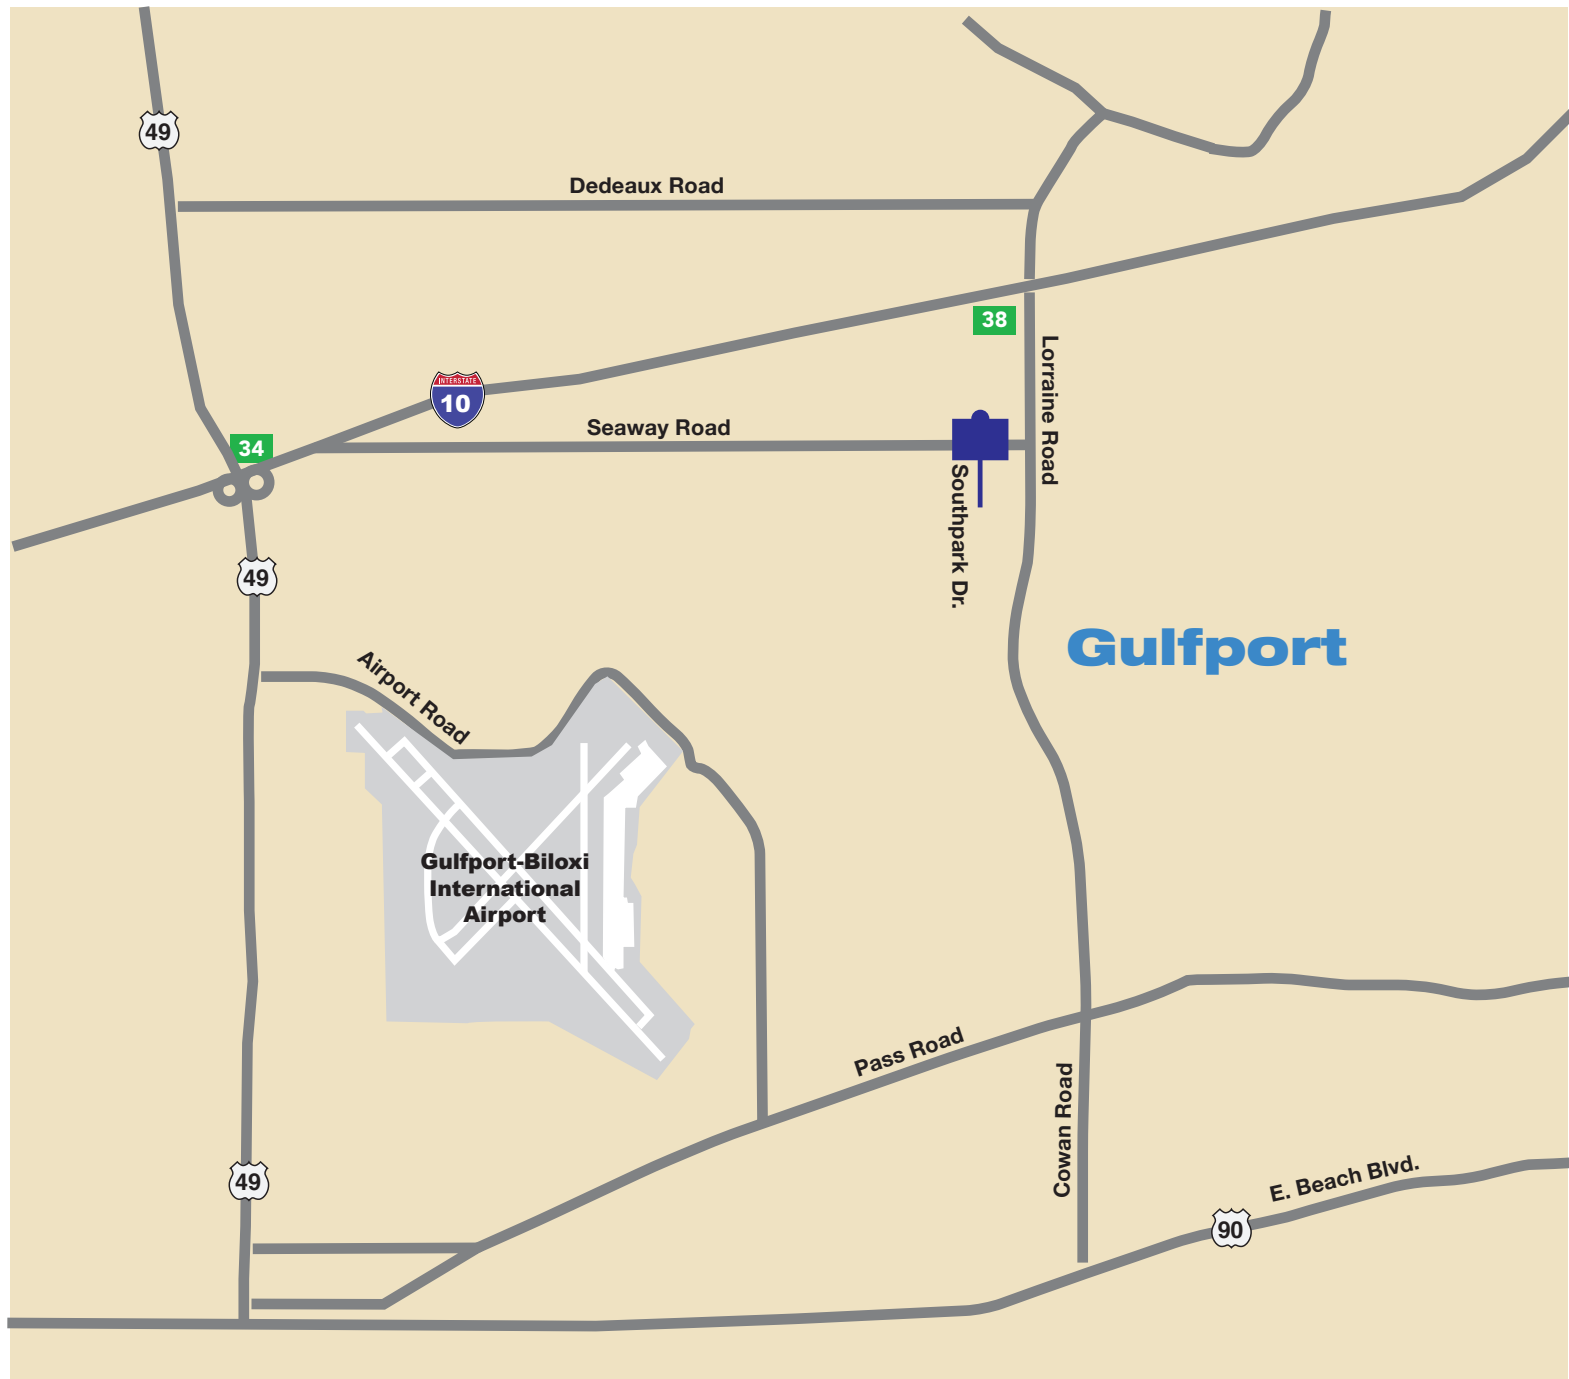 49
Dedeaux Road
38
Lorraine Road
INTERSTATE
10
34
Seaway Road
Southpark Dr.
49
Gulfport
Airport Road
Gulfport-Biloxi
International
Airport
Pass Road
Cowan Road
49
E. Beach Blvd.
90